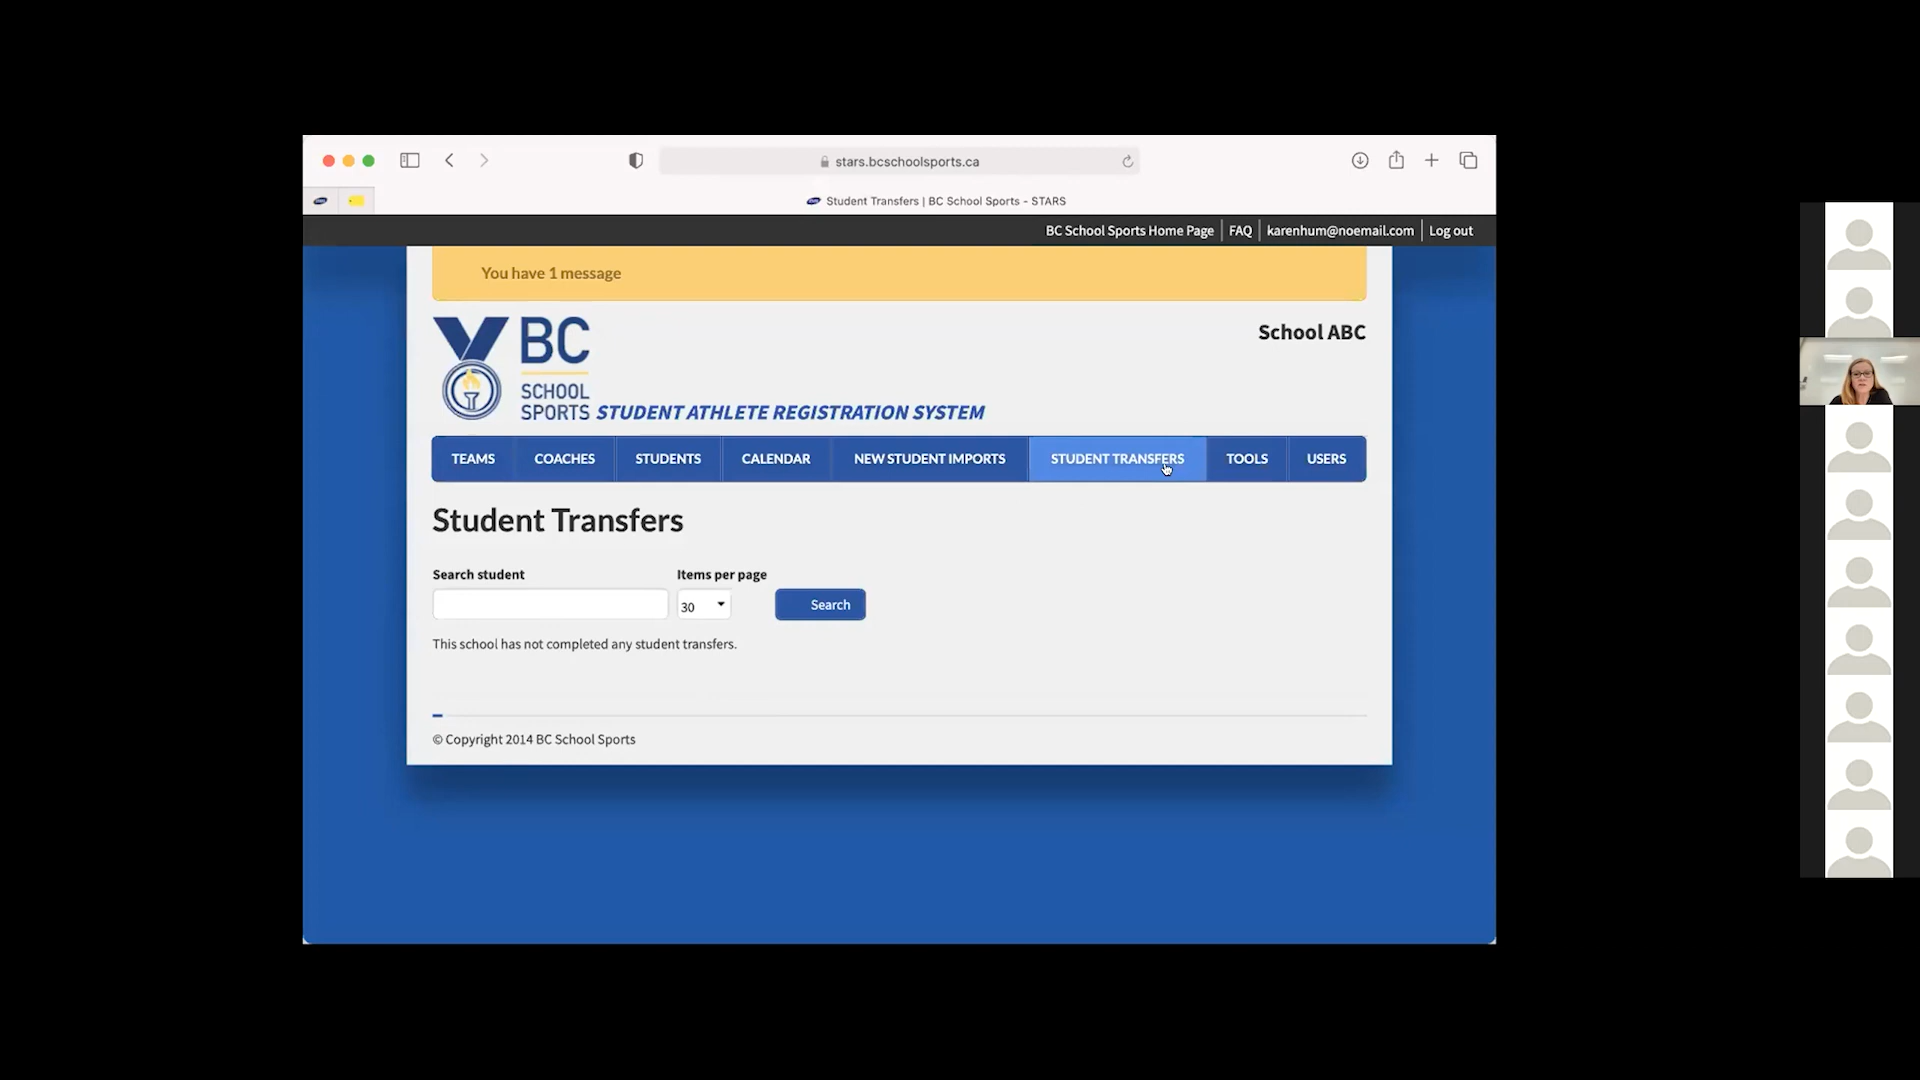 stars.bcschoolsports.ca
Student Transfers | BC School Sports - STARS
BC School Sports Home Page FAQ karenhum@noemail.com Log out
You have 1 message
BC
SCHOOL
SPORTS
STUDENT ATHLETE REGISTRATION SYSTEM
School ABC
TEAMS COACHES STUDENTS CALENDAR NEW STUDENT IMPORTS STUDENT TRANSFERS TOOLS USERS
Student Transfers
Search student Items per page
30 Search
This school has not completed any student transfers.
© Copyright 2014 BC School Sports